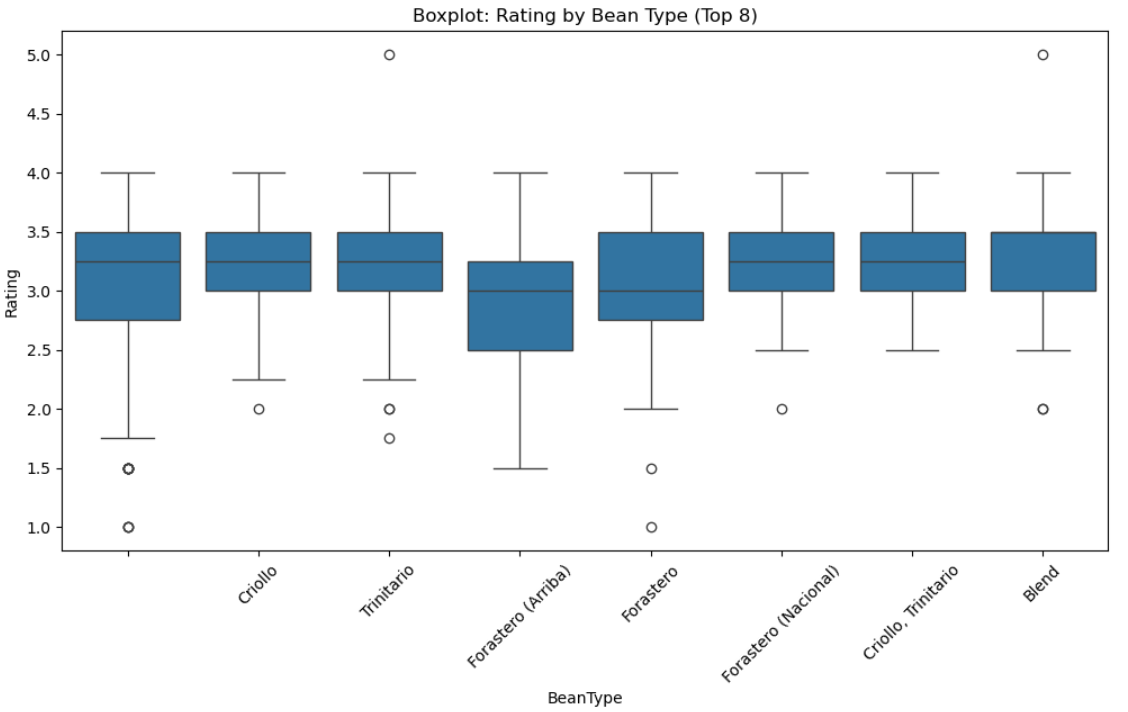 Boxplot: Rating by Bean Type (Top 8)
5.0
4.5
4.0
3.5
3.0
2.5
2.0
1.5
1.0
Rating
Criollo
Trinitario
Forastero (Arriba)
Forastero
Forastero (Nacional)
Criollo, Trinitario
Blend
BeanType